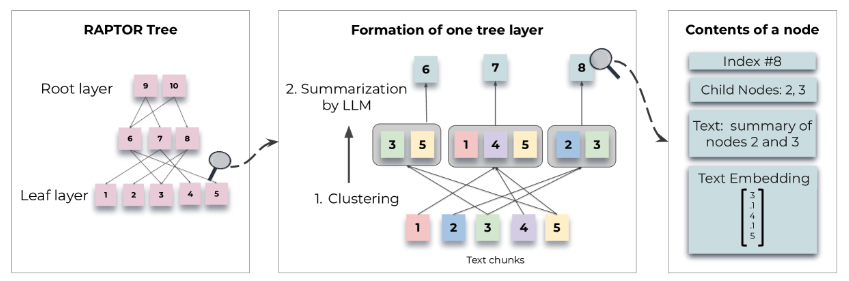 RAPTOR Tree
Root layer
9 10
6 7 8
Leaf layer
1 2 3 4 5
Formation of one tree layer
6 7 8
2. Summarization
by LLM
3 5 1 4 5 2 3
1. Clustering
1 2 3 4 5
Text chunks
Contents of a node
Index #8
Child Nodes: 2, 3
Text: summary of
nodes 2 and 3
Text Embedding
3
.1
4
.1
5